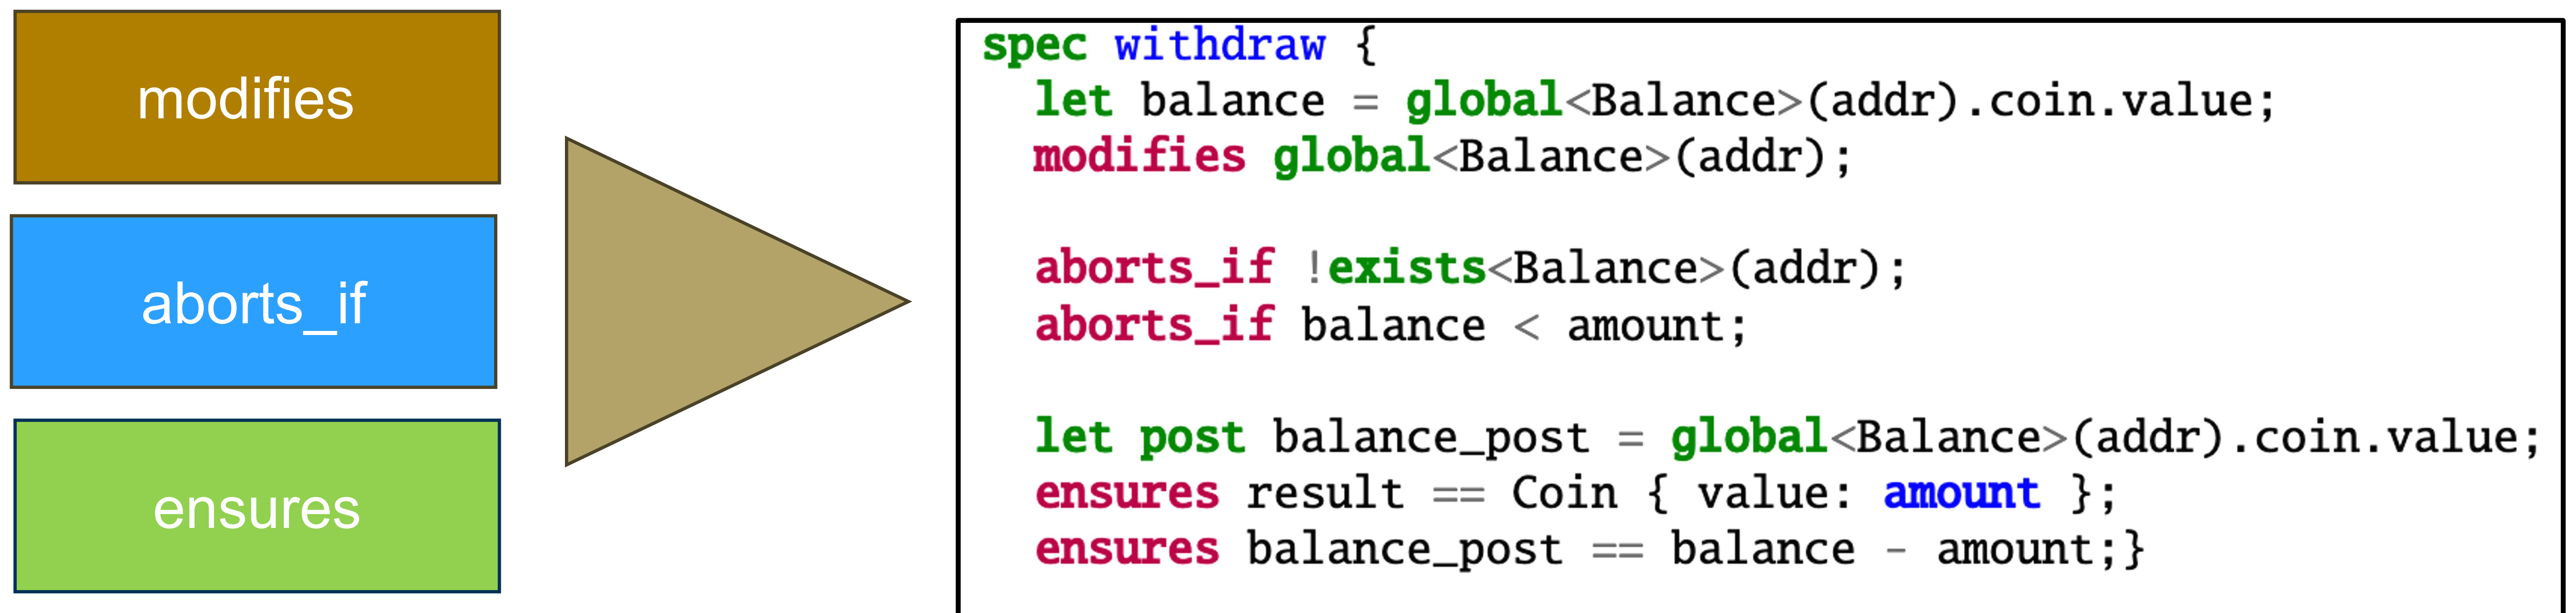 modifies
aborts_if
ensures
spec withdraw {
let balance = global<Balance>(addr).coin.value;
modifies global<Balance>(addr);
aborts_if !exists<Balance>(addr);
aborts_if balance < amount;
let post balance_post = global<Balance>(addr).coin.value;
ensures result == Coin { value: amount };
ensures balance_post == balance - amount;}